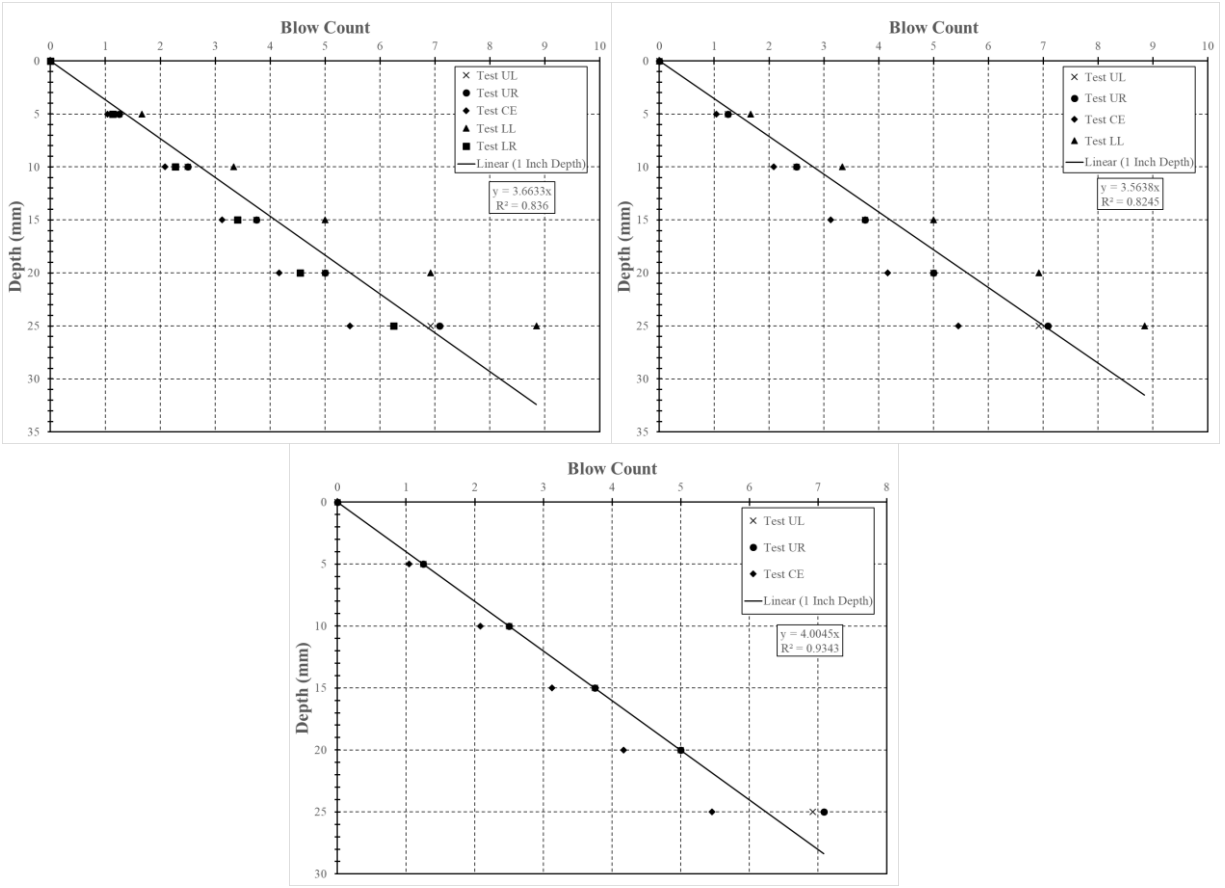 Blow Count
0 1 2 3 4 5 6 7 8 9 10
0
5
10
15
20
25
30
35
Depth (mm)
Test UL
Test UR
Test CE
Test LL
Test LR
Linear (1 Inch Depth)
y = 3.6633x
R² = 0.836
Blow Count
0 1 2 3 4 5 6 7 8 9 10
0
5
10
15
20
25
30
35
Depth (mm)
Test UL
Test UR
Test CE
Test LL
Linear (1 Inch Depth)
y = 3.5638x
R² = 0.8245
Blow Count
0 1 2 3 4 5 6 7 8
0
5
10
15
20
25
30
Depth (mm)
Test UL
Test UR
Test CE
Linear (1 Inch Depth)
y = 4.0045x
R² = 0.9343